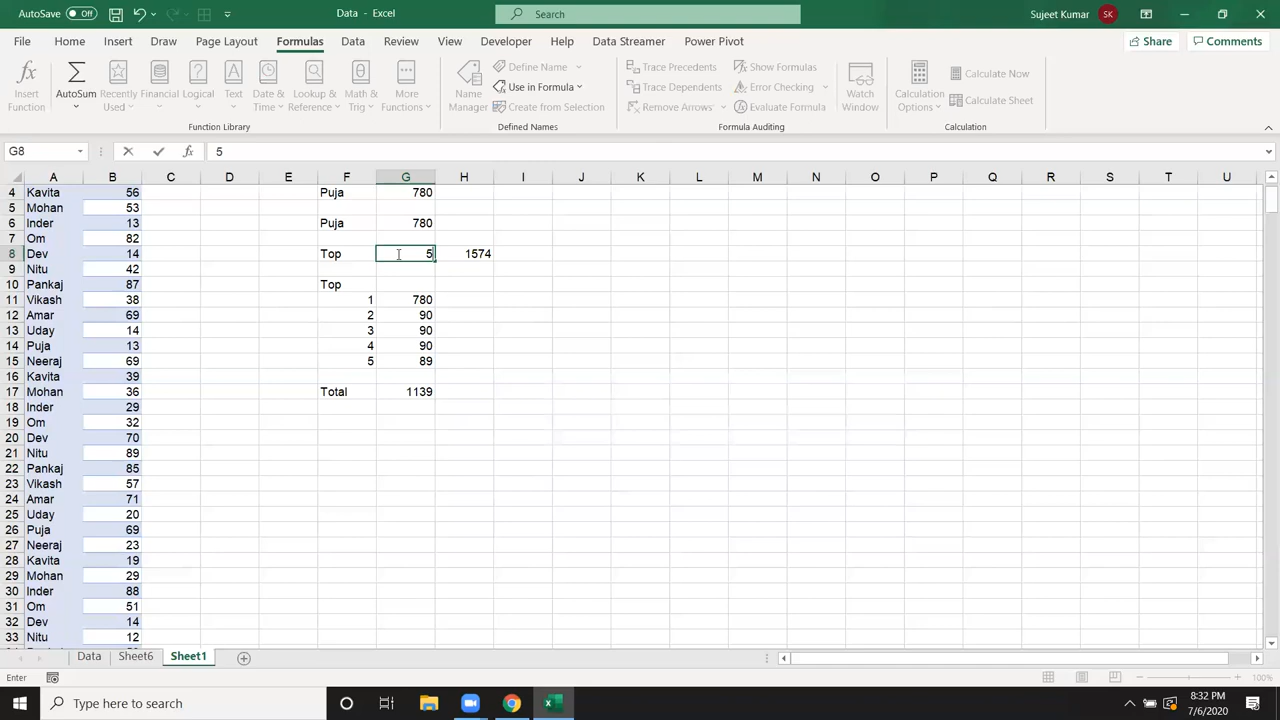 AutoSave Off Data - Excel Search Sujeet Kumar SK
File Home Insert Draw Page Layout Formulas Data Review View Developer Help Data Streamer Power Pivot Share Comments
Insert Function AutoSum Recently Used Financial Logical Text Date & Time Lookup & Reference Math & Trig More Functions Name Manager Define Name Use in Formula Create from Selection Trace Precedents Trace Dependents Remove Arrows Show Formulas Error Checking Evaluate Formula Watch Window Calculation Options Calculate Now Calculate Sheet
Function Library Defined Names Formula Auditing Calculation
G8 fx 5
A B C D E F G H I J K L M N O P Q R S T U
4 Kavita 56 Puja 780
5 Mohan 53
6 Inder 13 Puja 780
7 Om 82
8 Dev 14 Top 5 1574
9 Nitu 42
10 Pankaj 87 Top
11 Vikash 38 1 780
12 Amar 69 2 90
13 Uday 14 3 90
14 Puja 13 4 90
15 Neeraj 69 5 89
16 Kavita 39
17 Mohan 36 Total 1139
18 Inder 29
19 Om 32
20 Dev 70
21 Nitu 89
22 Pankaj 85
23 Vikash 57
24 Amar 71
25 Uday 20
26 Puja 69
27 Neeraj 23
28 Kavita 19
29 Mohan 29
30 Inder 88
31 Om 51
32 Dev 14
33 Nitu 12
Data Sheet6 Sheet1
Enter 100%
Type here to search 8:32 PM
7/6/2020